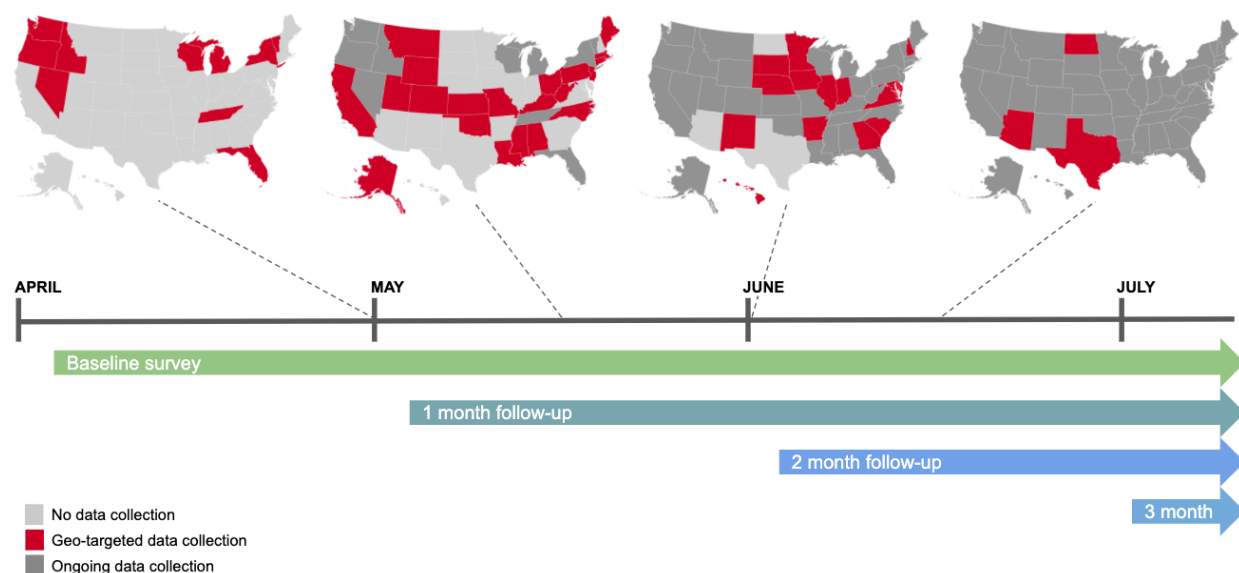 APRIL
MAY
JUNE
JULY
Baseline survey
1 month follow-up
2 month follow-up
3 month
No data collection
Geo-targeted data collection
Ongoing data collection